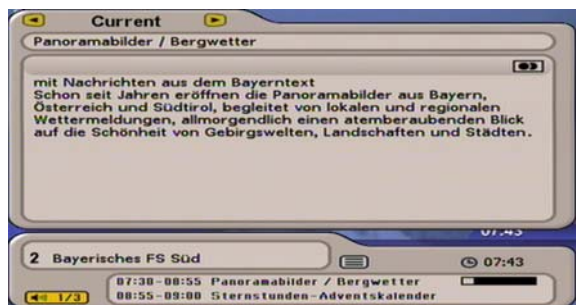 Current
Panoramabilder / Bergwetter
mit Nachrichten aus dem Bayerntext
Schon seit Jahren eröffnen die Panoramabilder aus Bayern,
Österreich und Südtirol, begleitet von lokalen und regionalen
Wettermeldungen, allmorgendlich einen atemberaubenden Blick
auf die Schönheit von Gebirgswelten, Landschaften und Städten.
07:43
2 Bayerisches FS Süd
07:43
07:30-08:55 Panoramabilder / Bergwetter
1/3
08:55-09:00 Sternstunden-Adventskalender